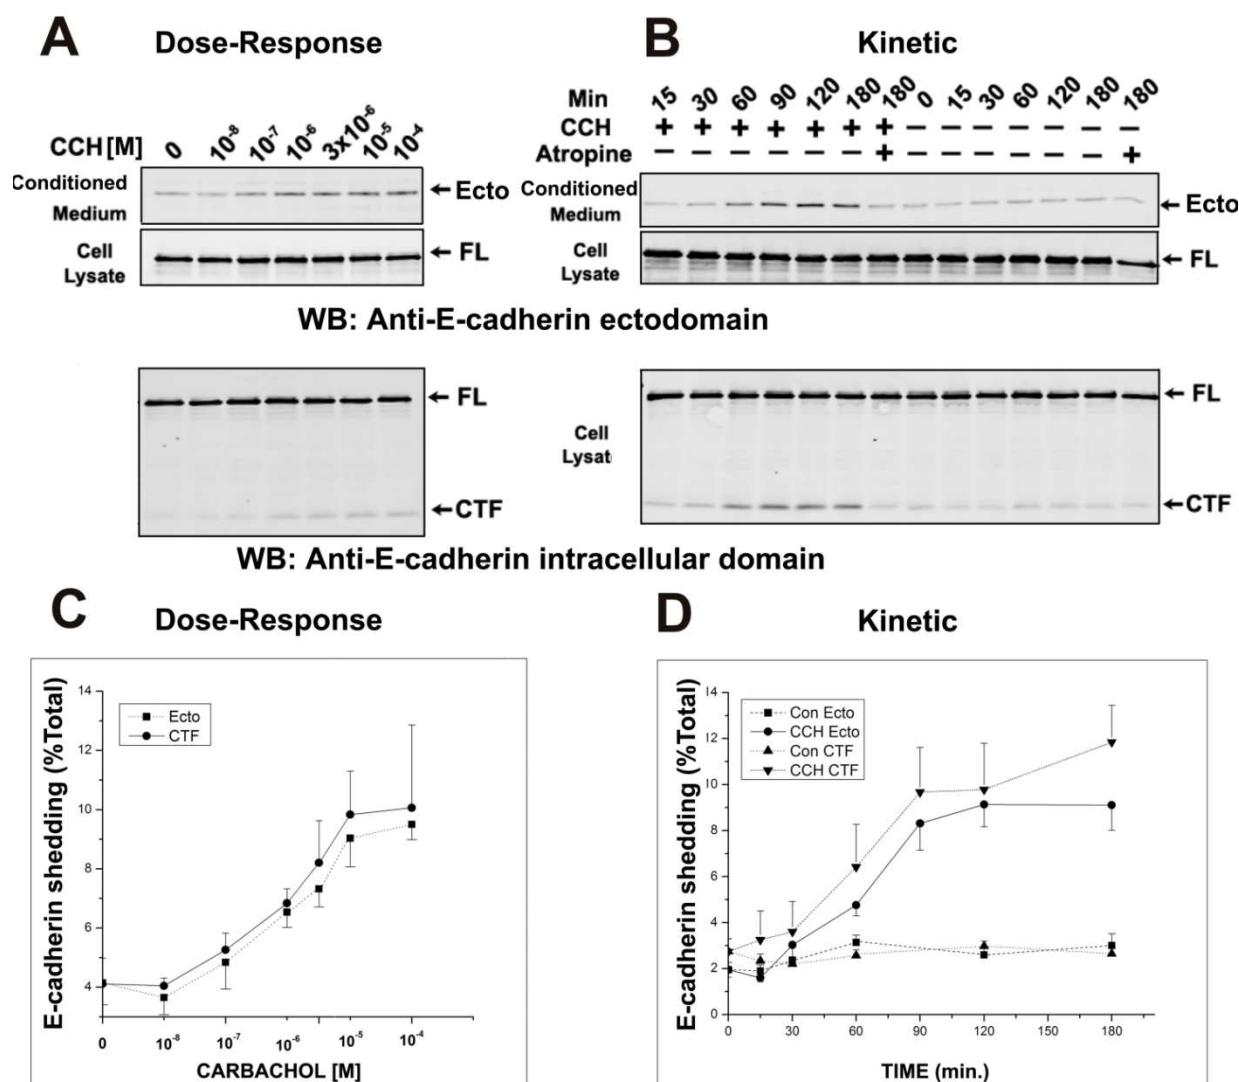 A Dose-Response
CCH [M] 0 10-8 10-7 10-6 3x10-6 10-5 10-4
Conditioned
Medium
← Ecto
Cell
Lysate
← FL
B Kinetic
Min 15 30 60 90 120 180 180 0 15 30 60 120 180 180
CCH + + + + + + + − − − − − − −
Atropine − − − − − − + − − − − − − +
Conditioned
Medium
← Ecto
Cell
Lysate
← FL
WB: Anti-E-cadherin ectodomain
← FL
← CTF
Cell
Lysat
← FL
← CTF
WB: Anti-E-cadherin intracellular domain
C Dose-Response
E-cadherin shedding (%Total)
14
12
10
8
6
4
Ecto
CTF
0 10-8 10-7 10-6 10-5 10-4
CARBACHOL [M]
D Kinetic
E-cadherin shedding (%Total)
14
12
10
8
6
4
2
0
Con Ecto
CCH Ecto
Con CTF
CCH CTF
0 30 60 90 120 150 180
TIME (min.)